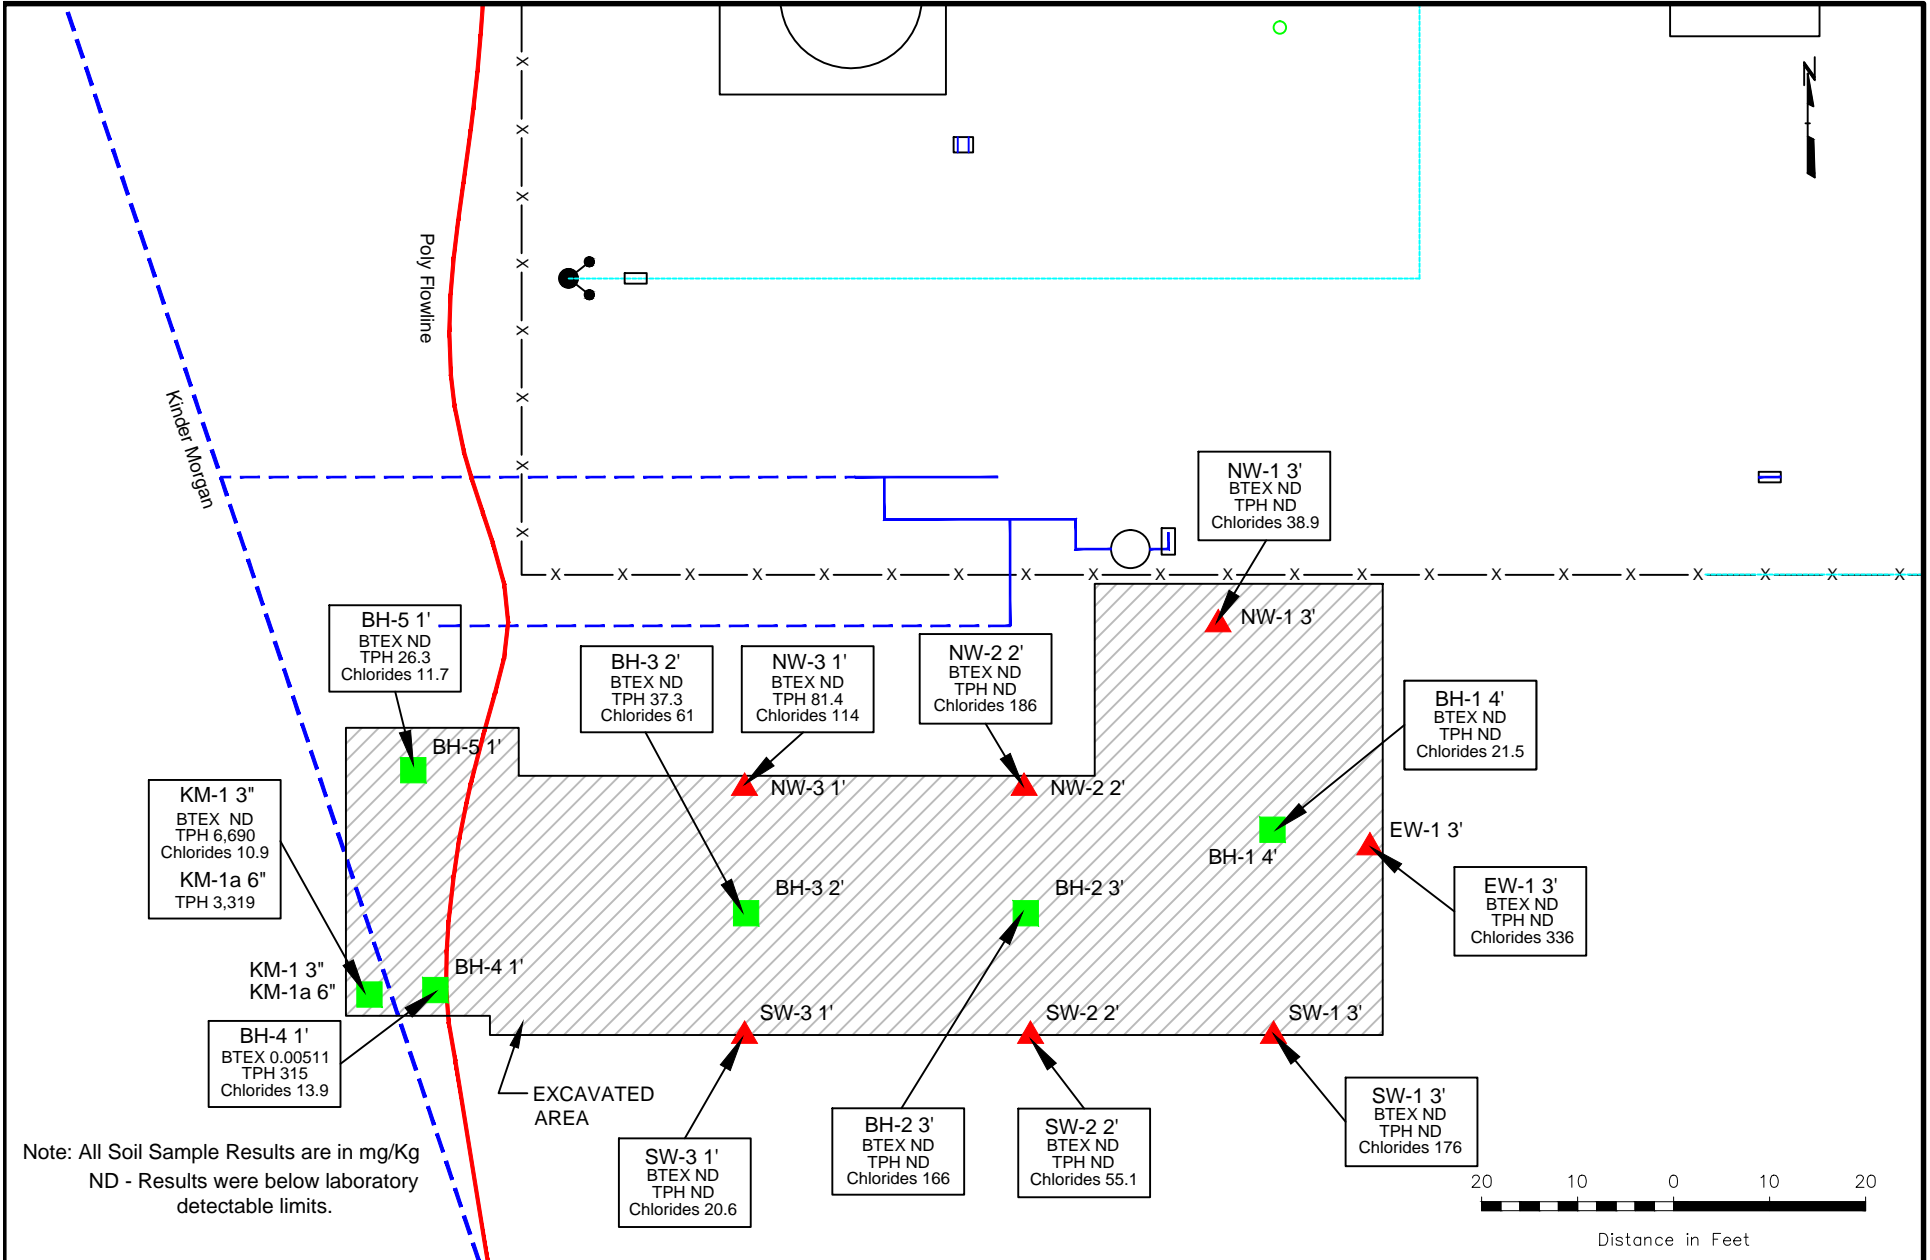 N
Poly Flowline
Kinder Morgan
NW-1 3'
BTEX ND
TPH ND
Chlorides 38.9
NW-1 3'
BH-5 1'
BTEX ND
TPH 26.3
Chlorides 11.7
BH-5 1'
BH-3 2'
BTEX ND
TPH 37.3
Chlorides 61
NW-3 1'
BTEX ND
TPH 81.4
Chlorides 114
NW-2 2'
BTEX ND
TPH ND
Chlorides 186
BH-1 4'
BTEX ND
TPH ND
Chlorides 21.5
NW-3 1'
NW-2 2'
KM-1 3"
BTEX ND
TPH 6,690
Chlorides 10.9
KM-1a 6"
TPH 3,319
EW-1 3'
BH-1 4'
BH-3 2'
BH-2 3'
EW-1 3'
BTEX ND
TPH ND
Chlorides 336
KM-1 3"
KM-1a 6"
BH-4 1'
SW-3 1'
SW-2 2'
SW-1 3'
BH-4 1'
BTEX 0.00511
TPH 315
Chlorides 13.9
EXCAVATED
AREA
SW-3 1'
BTEX ND
TPH ND
Chlorides 20.6
BH-2 3'
BTEX ND
TPH ND
Chlorides 166
SW-2 2'
BTEX ND
TPH ND
Chlorides 55.1
SW-1 3'
BTEX ND
TPH ND
Chlorides 176
Note: All Soil Sample Results are in mg/Kg
ND - Results were below laboratory
detectable limits.
20 10 0 10 20
Distance in Feet